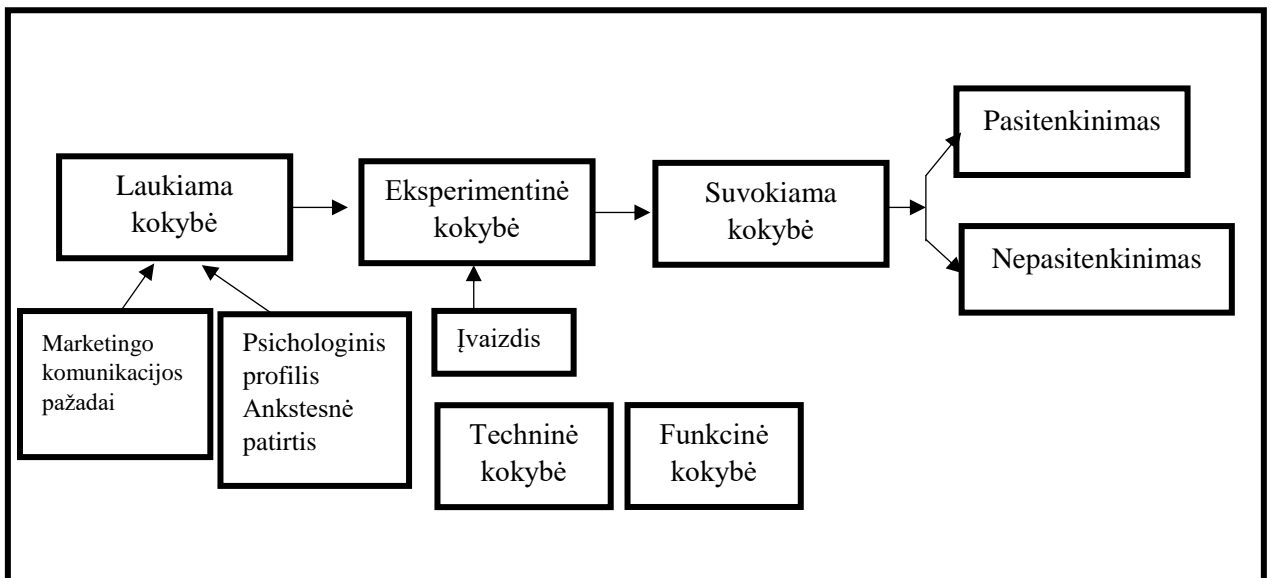 Pasitenkinimas
Laukiama
kokybė
Eksperimentinė
kokybė
Suvokiama
kokybė
Nepasitenkinimas
Marketingo
komunikacijos
pažadai
Psichologinis
profilis
Ankstesnė
patirtis
Įvaizdis
Techninė
kokybė
Funkcinė
kokybė